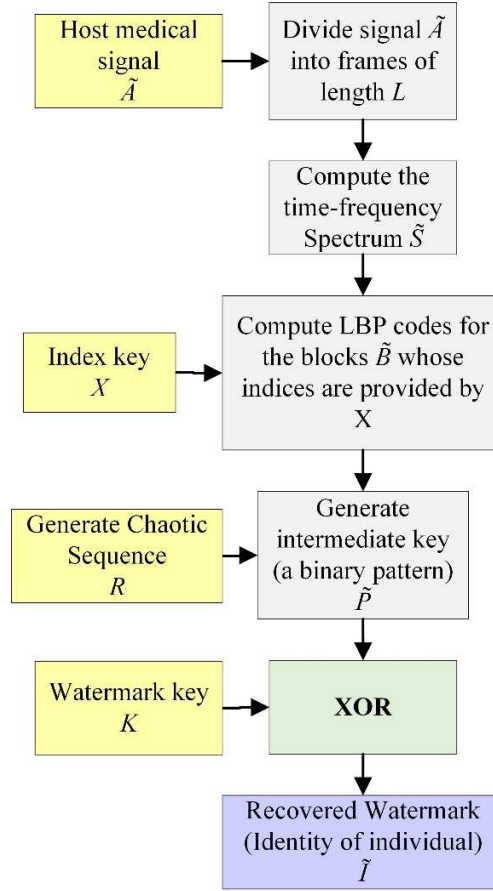 Host medical
signal
Ã
Divide signal Ã
into frames of
length L
Compute the
time-frequency
Spectrum S̃
Index key
X
Compute LBP codes for
the blocks B̃ whose
indices are provided by
X
Generate Chaotic
Sequence
R
Generate
intermediate key
(a binary pattern)
P̃
Watermark key
K
XOR
Recovered Watermark
(Identity of individual)
Ĩ